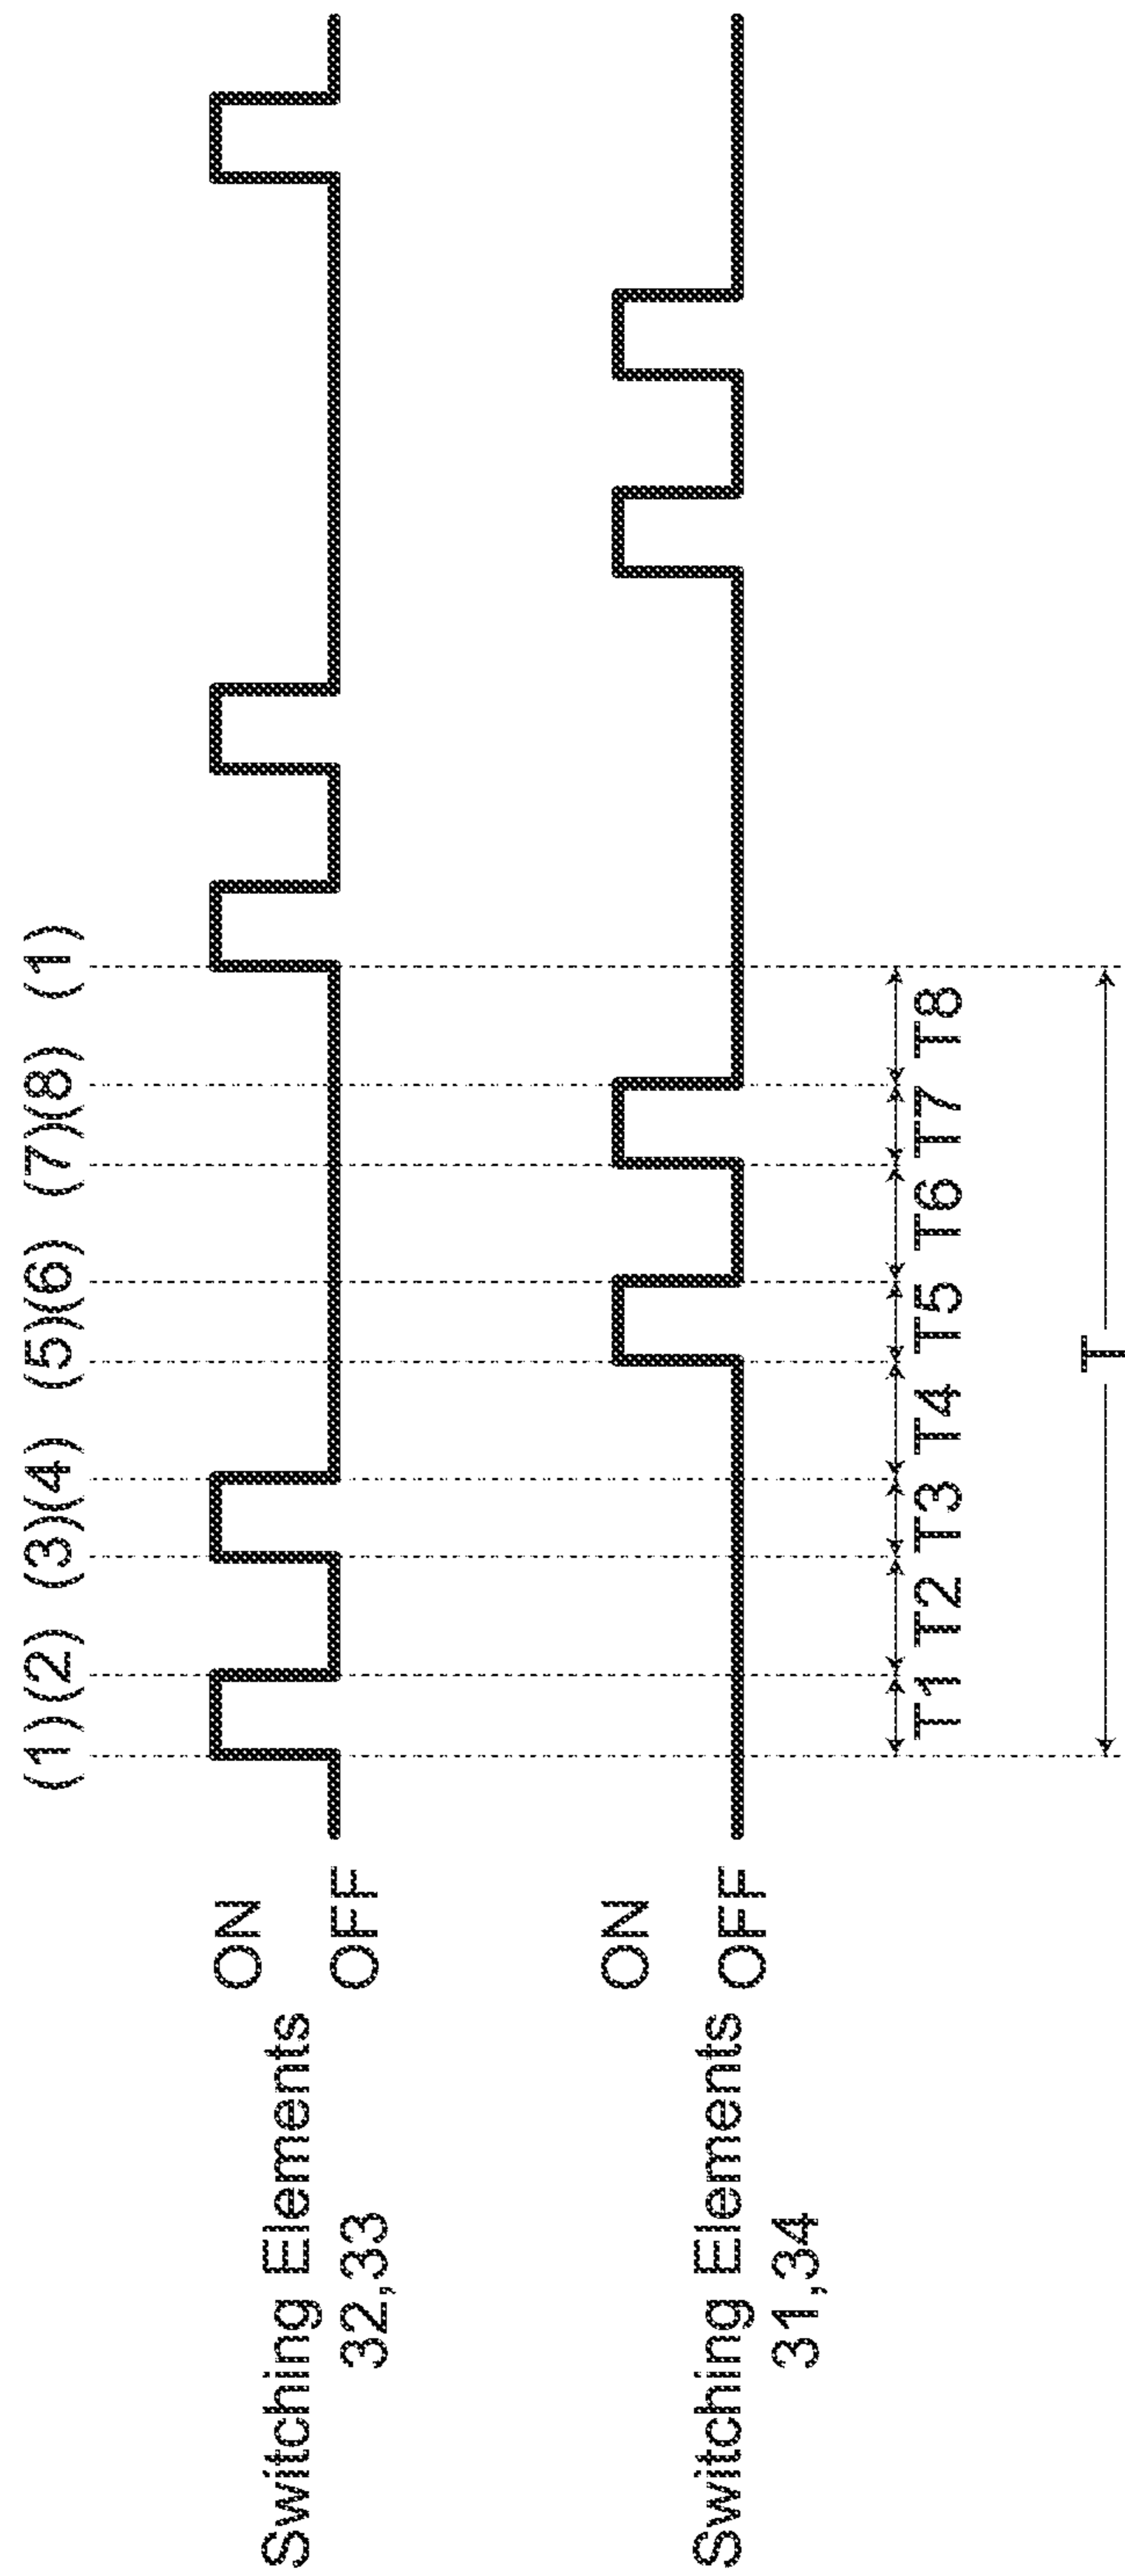 (1)(2) (3)(4) (5)(6) (7)(8) (1)
ON
Switching Elements
OFF
32,33
ON
Switching Elements
OFF
31,34
T1 T2 T3 T4 T5 T6 T7 T8
T